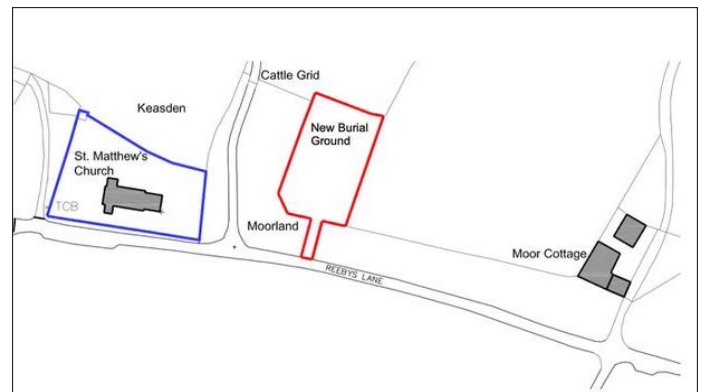 Cattle Grid
Keasden
New Burial
Ground
St. Matthew's
Church
TCB
Moorland
Moor Cottage
REEBYS LANE